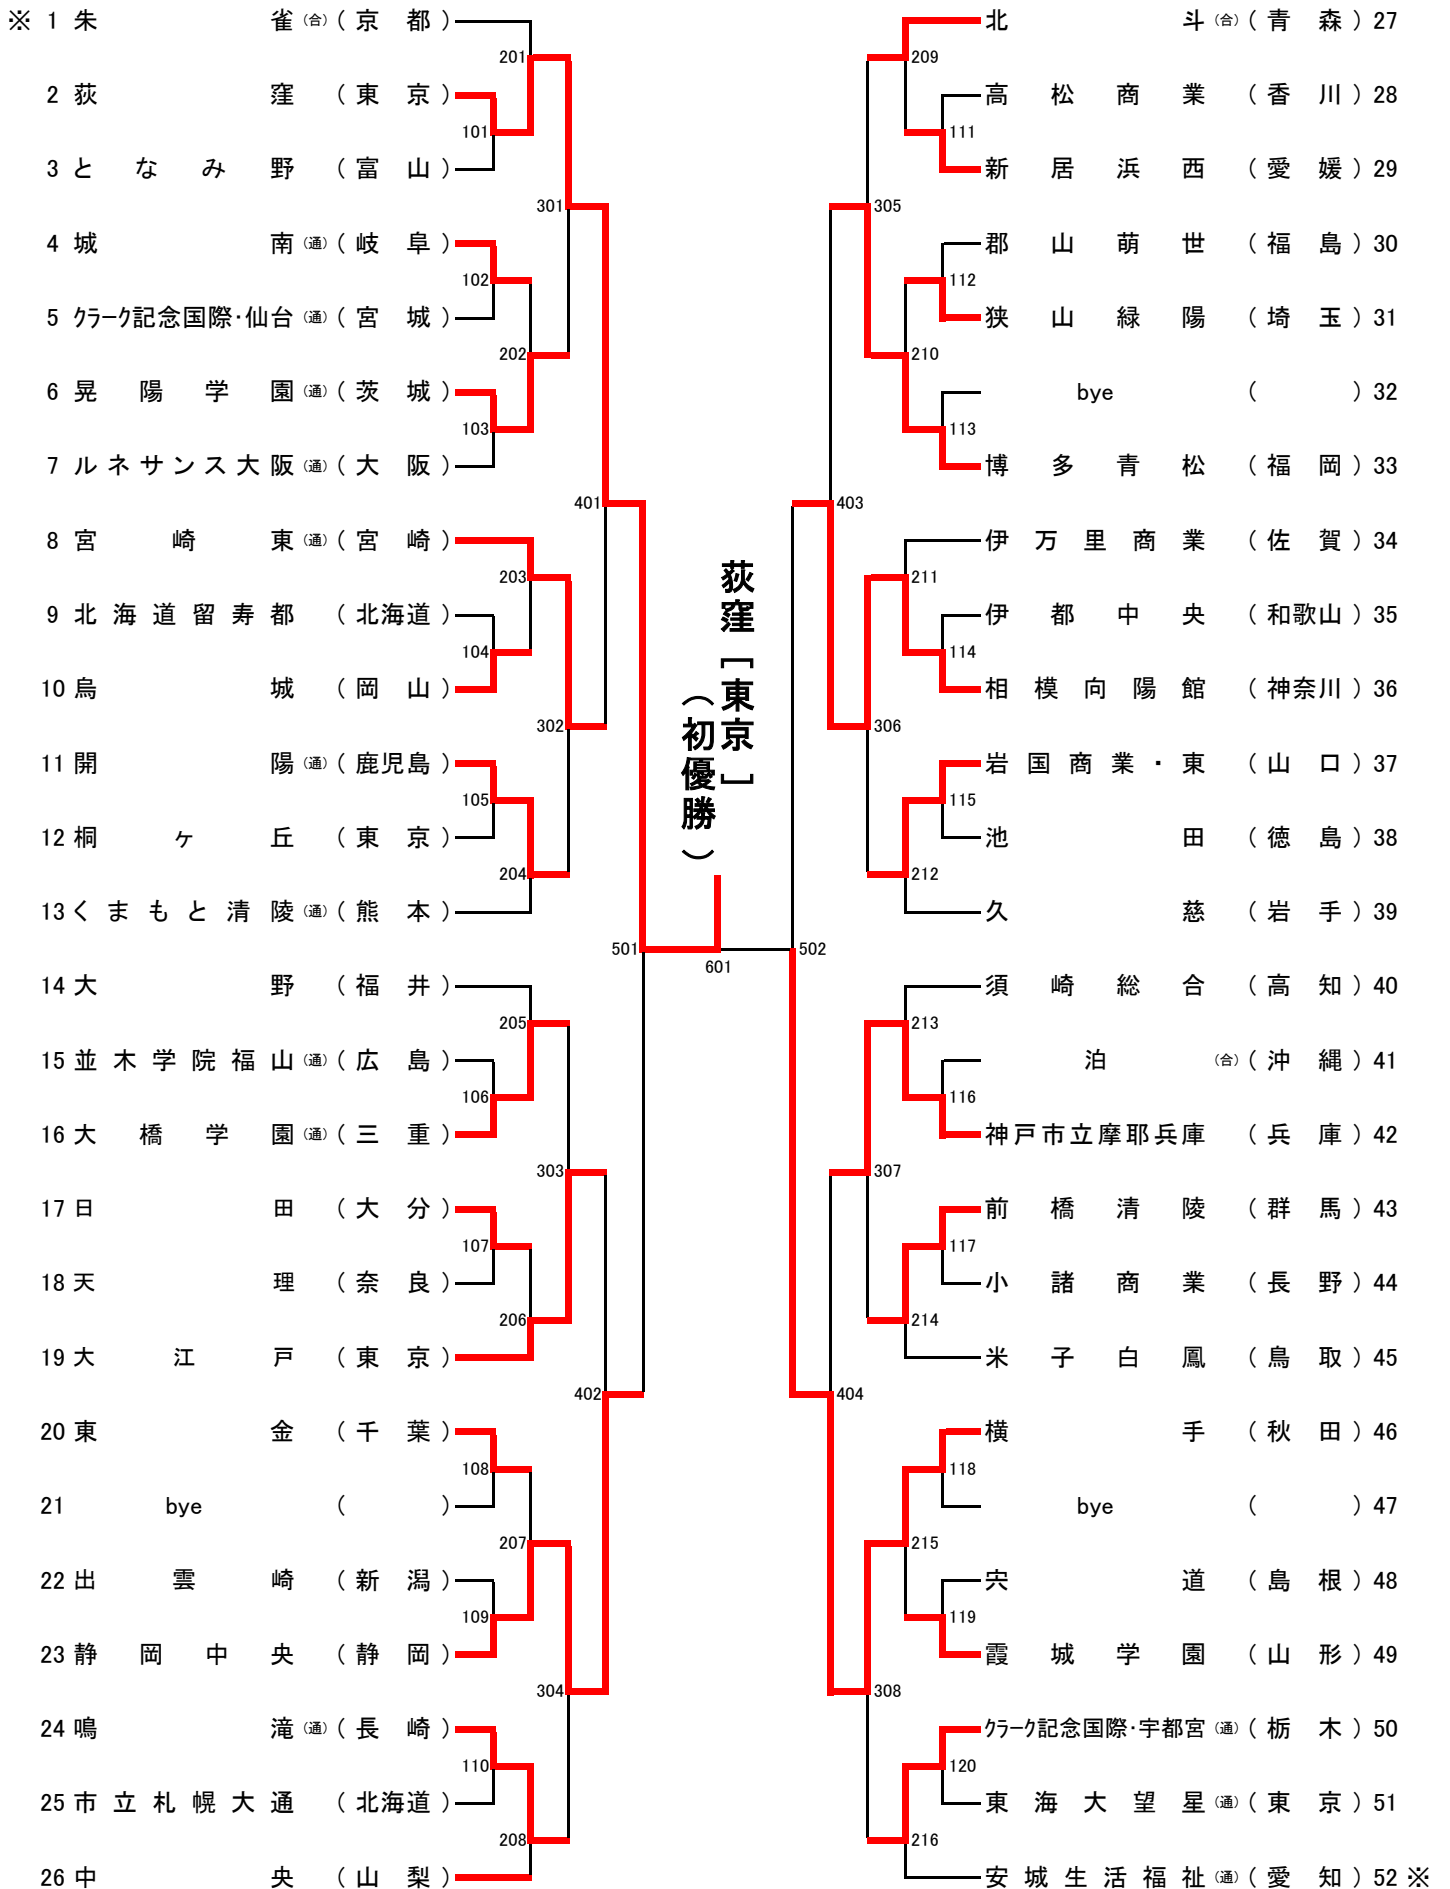 ※ 1 朱雀 (合) ( 京都 )
2 荻窪 ( 東京 )
3 となみ野 ( 富山 )
4 城南 (通) ( 岐阜 )
5 クラーク記念国際・仙台 (通) ( 宮城 )
6 晃陽学園 (通) ( 茨城 )
7 ルネサンス大阪 (通) ( 大阪 )
8 宮崎東 (通) ( 宮崎 )
9 北海道留寿都 ( 北海道 )
10 烏城 ( 岡山 )
11 開陽 (通) ( 鹿児島 )
12 桐ヶ丘 ( 東京 )
13 くまもと清陵 (通) ( 熊本 )
14 大野 ( 福井 )
15 並木学院福山 (通) ( 広島 )
16 大橋学園 (通) ( 三重 )
17 日田 ( 大分 )
18 天理 ( 奈良 )
19 大江戸 ( 東京 )
20 東金 ( 千葉 )
21 bye ( )
22 出雲崎 ( 新潟 )
23 静岡中央 ( 静岡 )
24 鳴滝 (通) ( 長崎 )
25 市立札幌大通 ( 北海道 )
26 中央 ( 山梨 )
201
101
301
102
202
103
401
203
104
302
105
204
501
205
106
303
107
206
402
108
207
109
304
110
208
荻窪［東京］
（初優勝）
601
209
111
305
112
210
113
403
211
114
306
115
212
502
213
116
307
117
214
404
118
215
119
308
120
216
北斗 (合) ( 青森 ) 27
高松商業 ( 香川 ) 28
新居浜西 ( 愛媛 ) 29
郡山萌世 ( 福島 ) 30
狭山緑陽 ( 埼玉 ) 31
bye ( ) 32
博多青松 ( 福岡 ) 33
伊万里商業 ( 佐賀 ) 34
伊都中央 ( 和歌山 ) 35
相模向陽館 ( 神奈川 ) 36
岩国商業・東 ( 山口 ) 37
池田 ( 徳島 ) 38
久慈 ( 岩手 ) 39
須崎総合 ( 高知 ) 40
泊 (合) ( 沖縄 ) 41
神戸市立摩耶兵庫 ( 兵庫 ) 42
前橋清陵 ( 群馬 ) 43
小諸商業 ( 長野 ) 44
米子白鳳 ( 鳥取 ) 45
横手 ( 秋田 ) 46
bye ( ) 47
宍道 ( 島根 ) 48
霞城学園 ( 山形 ) 49
クラーク記念国際・宇都宮 (通) ( 栃木 ) 50
東海大望星 (通) ( 東京 ) 51
安城生活福祉 (通) ( 愛知 ) 52 ※